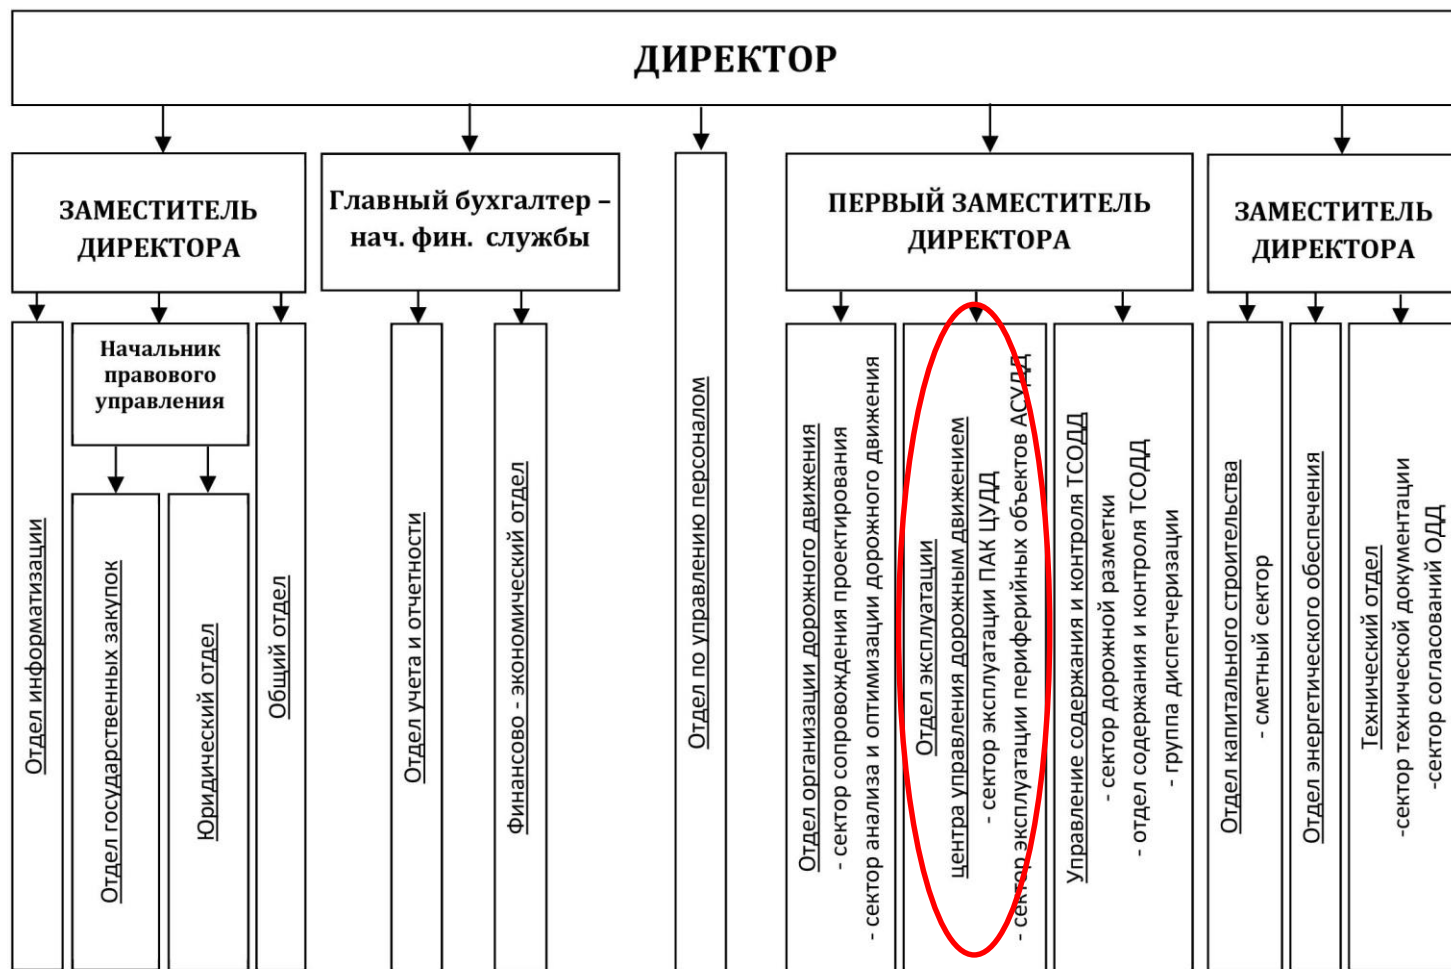 ДИРЕКТОР
ЗАМЕСТИТЕЛЬ
ДИРЕКТОРА
Главный бухгалтер –
нач. фин. службы
ПЕРВЫЙ ЗАМЕСТИТЕЛЬ
ДИРЕКТОРА
ЗАМЕСТИТЕЛЬ
ДИРЕКТОРА
Отдел информатизации
Начальник
правового
управления
Отдел государственных закупок
Юридический отдел
Общий отдел
Отдел учета и отчетности
Финансово - экономический отдел
Отдел по управлению персоналом
Отдел организации дорожного движения
- сектор сопровождения проектирования
- сектор анализа и оптимизации дорожного движения
Отдел эксплуатации
центра управления дорожным движением
- сектор эксплуатации ПАК ЦУДД
- сектор эксплуатации периферийных объектов АСУДД
Управление содержания и контроля ТСОДД
- сектор дорожной разметки
- отдел содержания и контроля ТСОДД
- группа диспетчеризации
Отдел капитального строительства
- сметный сектор
Отдел энергетического обеспечения
Технический отдел
-сектор технической документации
-сектор согласований ОДД